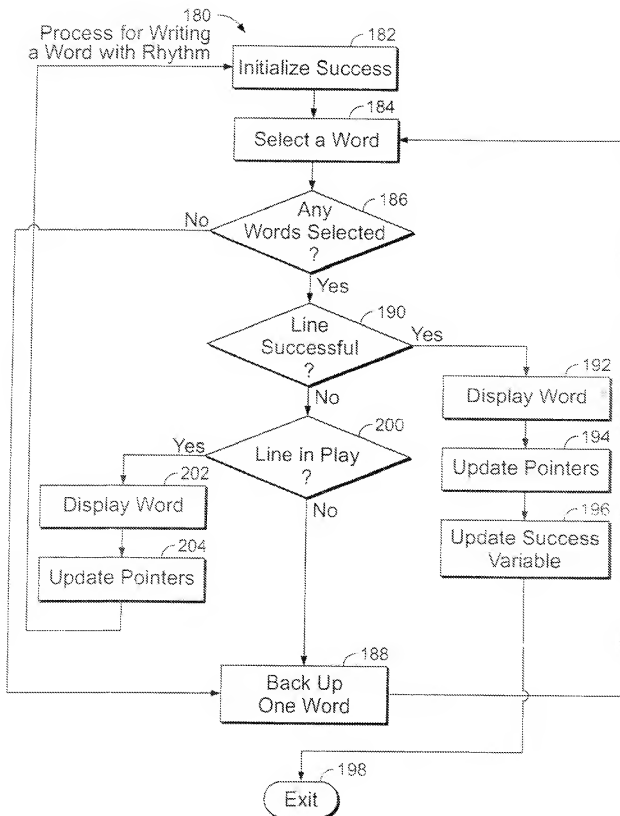 180
Process for Writing
a Word with Rhythm
182
Initialize Success
184
Select a Word
186
No
Any
Words Selected
?
Yes
190
Line
Successful
?
Yes
192
Display Word
No
194
Update Pointers
200
Yes
Line in Play
?
196
Update Success
Variable
202
Display Word
No
204
Update Pointers
188
Back Up
One Word
198
Exit